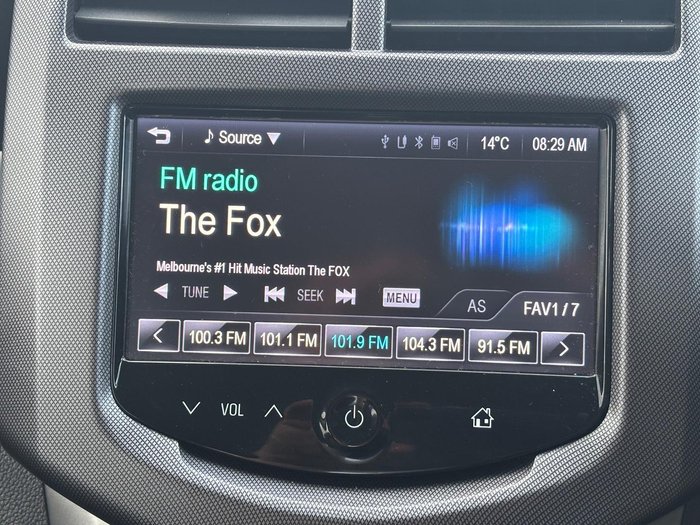 Source 14°C 08:29 AM
FM radio
The Fox
Melbourne's #1 Hit Music Station The FOX
TUNE SEEK MENU AS FAV1/7
100.3 FM 101.1 FM 101.9 FM 104.3 FM 91.5 FM
VOL